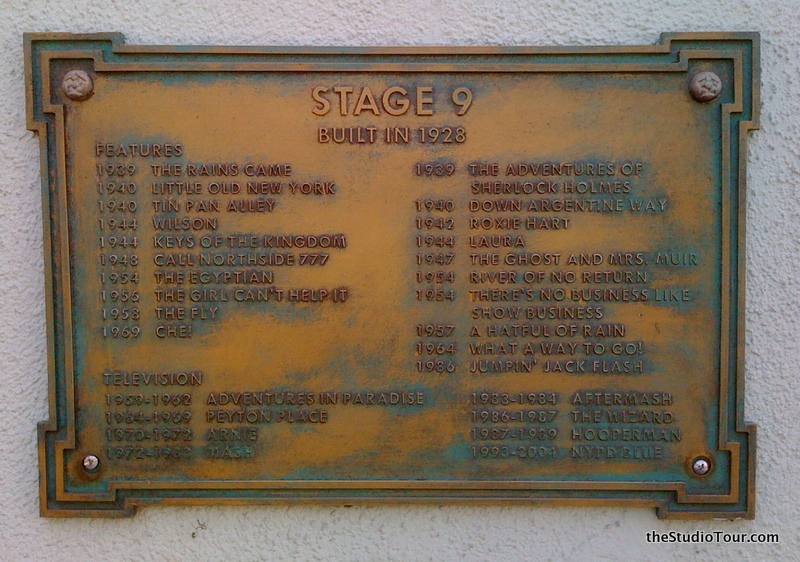 STAGE 9
BUILT IN 1928
FEATURES
1939 THE RAINS CAME
1940 LITTLE OLD NEW YORK
1940 TIN PAN ALLEY
1944 WILSON
1944 KEYS OF THE KINGDOM
1948 CALL NORTHSIDE 777
1954 THE EGYPTIAN
1956 THE GIRL CAN'T HELP IT
1958 THE FLY
1969 CHE!
1939 THE ADVENTURES OF
SHERLOCK HOLMES
1940 DOWN ARGENTINE WAY
1942 ROXIE HART
1944 LAURA
1947 THE GHOST AND MRS. MUIR
1954 RIVER OF NO RETURN
1954 THERE'S NO BUSINESS LIKE
SHOW BUSINESS
1957 A HATFUL OF RAIN
1964 WHAT A WAY TO GO!
1986 JUMPIN' JACK FLASH
TELEVISION
1959-1962 ADVENTURES IN PARADISE
1964-1969 PEYTON PLACE
1970-1972 ARNIE
1972-1983 MASH
1983-1984 AFTERMASH
1986-1987 THE WIZARD
1987-1989 HOOPERMAN
1993-2004 NYPD BLUE
theStudioTour.com